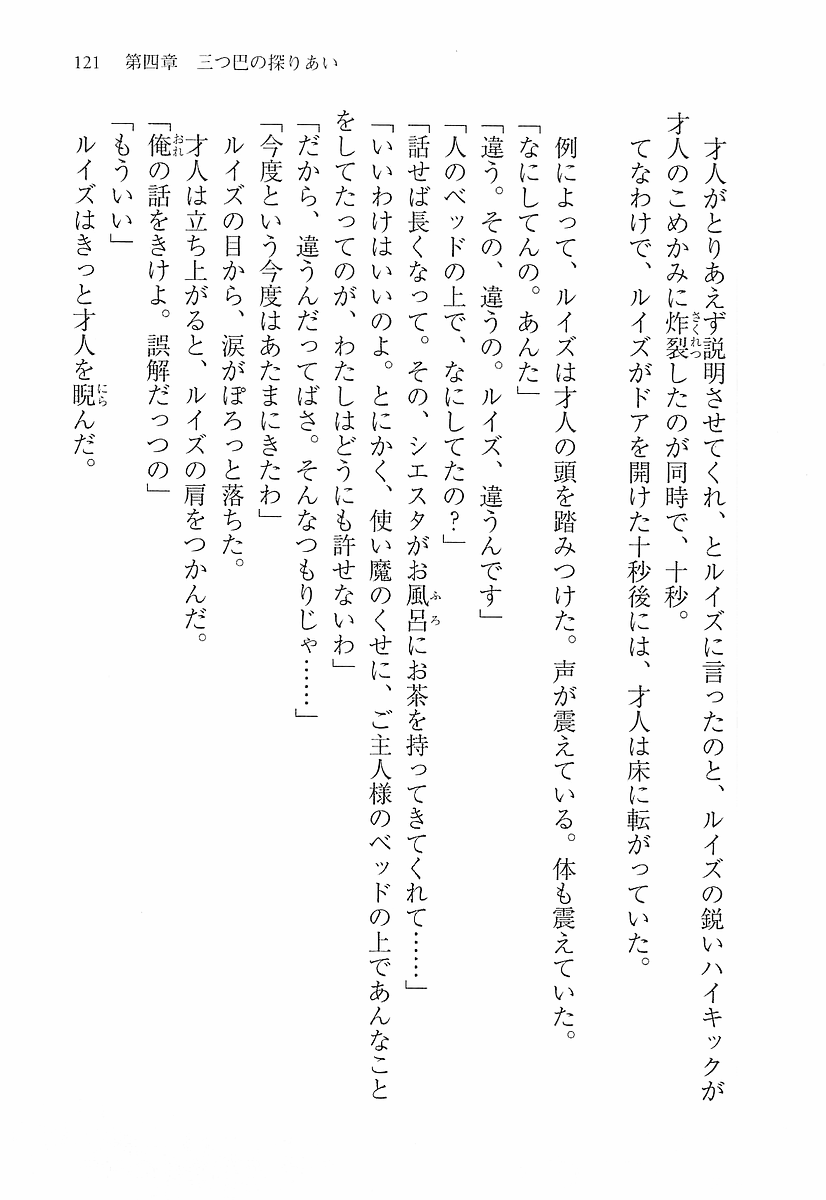 121　第四章　三つ巴の探りあい
　才人がとりあえず説明させてくれ、とルイズに言ったのと、ルイズの鋭いハイキックが
才人のこめかみに炸裂したのが同時で、十秒。
　てなわけで、ルイズがドアを開けた十秒後には、才人は床に転がっていた。
　例によって、ルイズは才人の頭を踏みつけた。声が震えている。体も震えていた。
「なにしてんの。あんた」
「違う。その、違うの。ルイズ、違うんです」
「人のベッドの上で、なにしてたの？」
「話せば長くなって。その、シエスタがお風呂にお茶を持ってきてくれて……」
「いいわけはいいのよ。とにかく、使い魔のくせに、ご主人様のベッドの上であんなこと
をしてたってのが、わたしはどうにも許せないわ」
「だから、違うんだってばさ。そんなつもりじゃ……」
「今度という今度はあたまにきたわ」
　ルイズの目から、涙がぽろっと落ちた。
　才人は立ち上がると、ルイズの肩をつかんだ。
「俺の話をきけよ。誤解だっつの」
「もういい」
　ルイズはきっと才人を睨んだ。